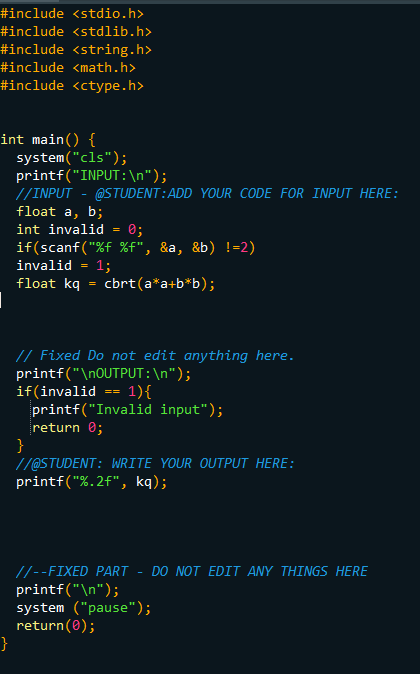 #include <stdio.h>
#include <stdlib.h>
#include <string.h>
#include <math.h>
#include <ctype.h>
int main() {
system("cls");
printf("INPUT:\n");
//INPUT - @STUDENT:ADD YOUR CODE FOR INPUT HERE:
float a, b;
int invalid = 0;
if(scanf("%f %f", &a, &b) !=2)
invalid = 1;
float kq = cbrt(a*a+b*b);
// Fixed Do not edit anything here.
printf("\nOUTPUT:\n");
if(invalid == 1){
printf("Invalid input");
return 0;
}
//@STUDENT: WRITE YOUR OUTPUT HERE:
printf("%.2f", kq);
//--FIXED PART - DO NOT EDIT ANY THINGS HERE
printf("\n");
system ("pause");
return(0);
}